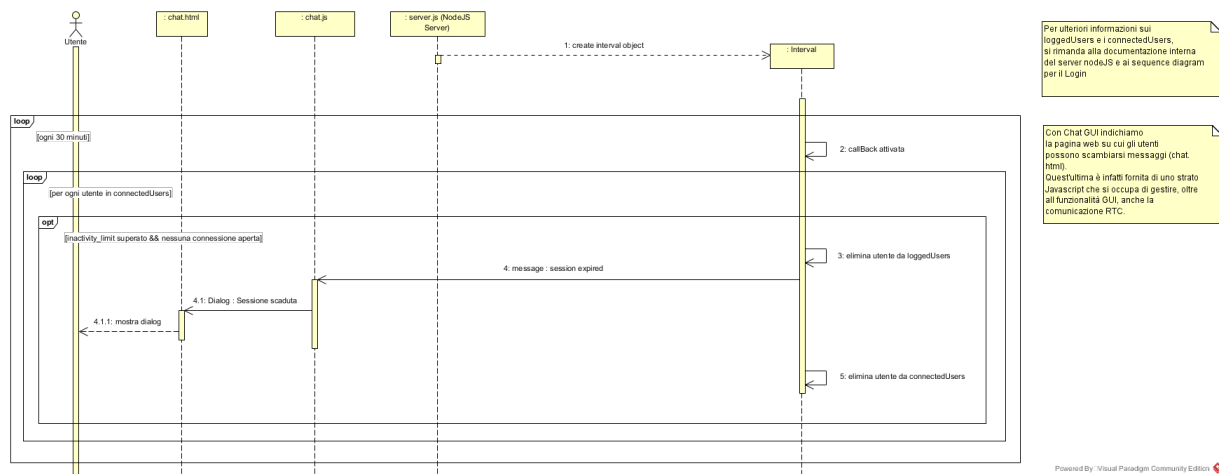 Utente
: chat.html
: chat.js
: server.js (NodeJS
Server)
1: create interval object
: Interval
loop
[ogni 30 minuti]
2: callBack attivata
loop
[per ogni utente in connectedUsers]
opt
[inactivity_limit superato && nessuna connessione aperta]
3: elimina utente da loggedUsers
4: message : session expired
4.1: Dialog : Sessione scaduta
4.1.1: mostra dialog
5: elimina utente da connectedUsers
Per ulteriori informazioni sui
loggedUsers e i connectedUsers,
si rimanda alla documentazione interna
del server nodeJS e ai sequence diagram
per il Login
Con Chat GUI indichiamo
la pagina web su cui gli utenti
possono scambiarsi messaggi (chat.
html).
Quest'ultima è infatti fornita di uno strato
Javascript che si occupa di gestire, oltre
all funzionalitá GUI, anche la
comunicazione RTC.
Powered By Visual Paradigm Community Edition